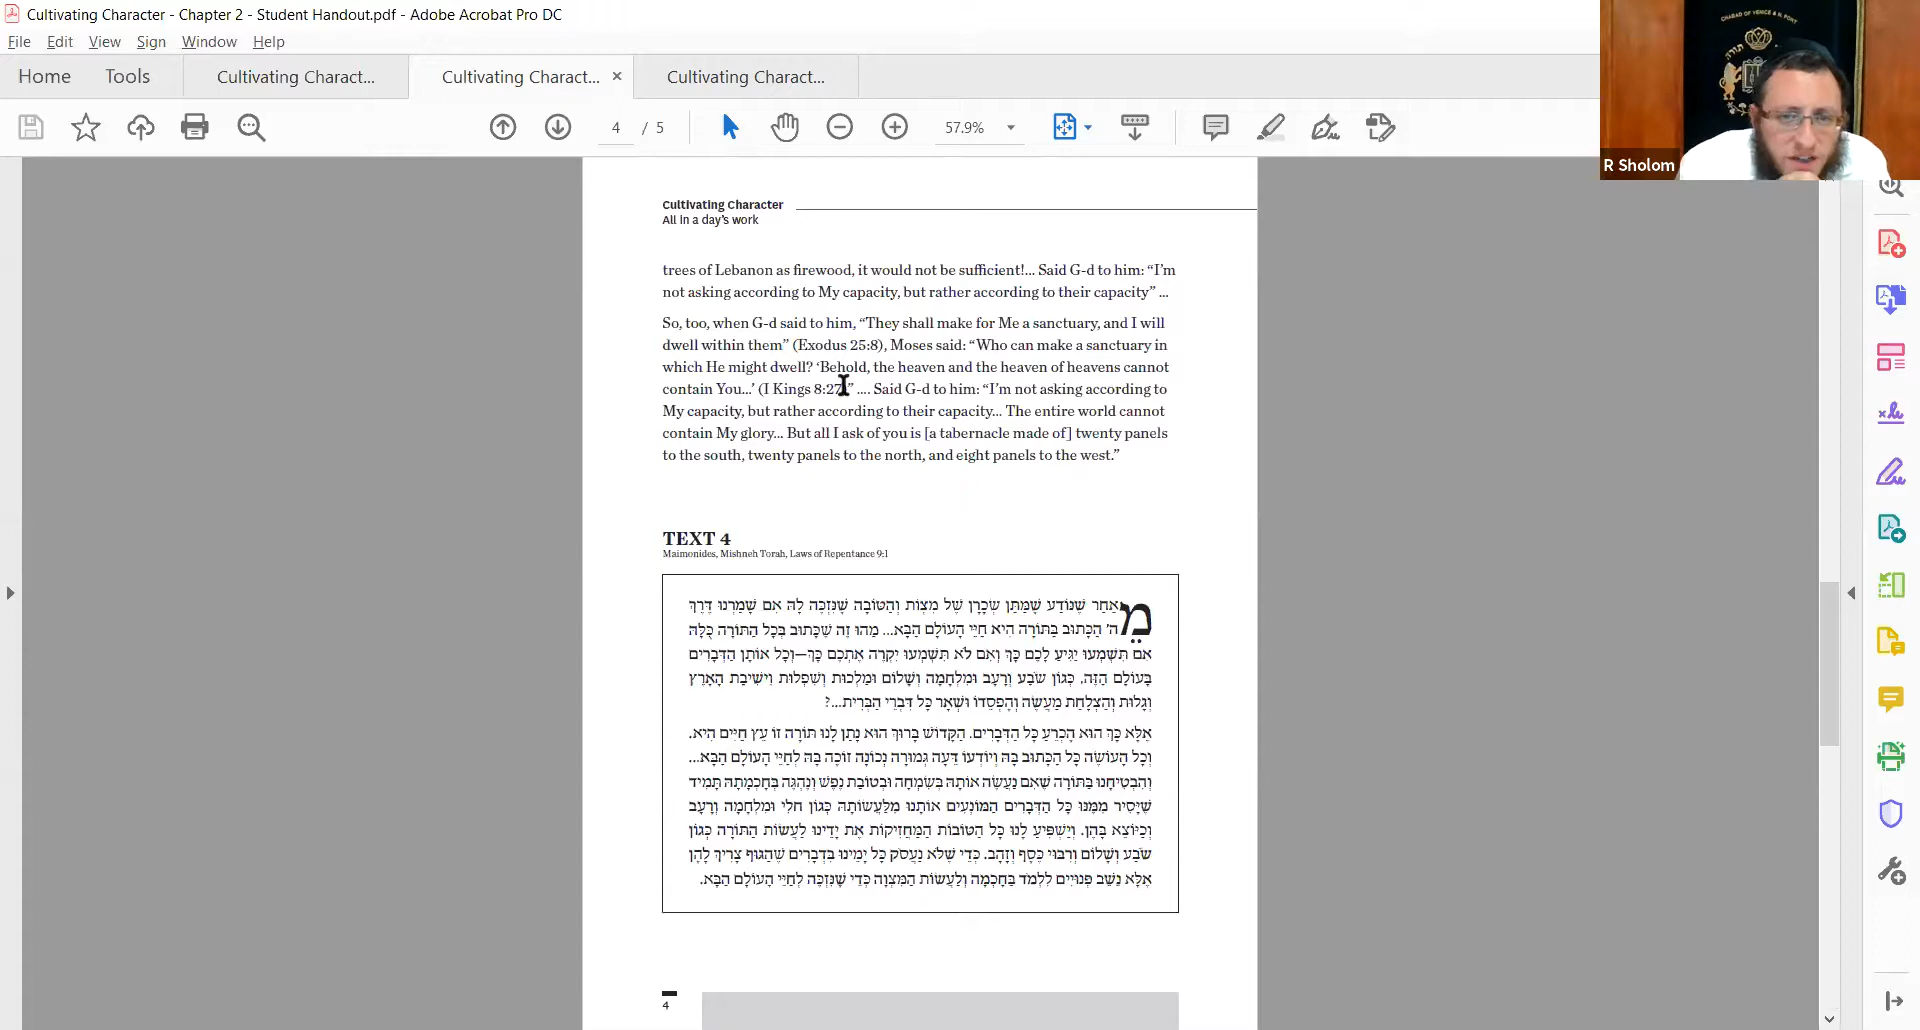 Cultivating Character - Chapter 2 - Student Handout.pdf - Adobe Acrobat Pro DC
File Edit View Sign Window Help
Home Tools Cultivating Charact... Cultivating Charact... × Cultivating Charact...
4 / 5 57.9%
CHABAD OF VENICE & N. PORT
R Sholom
Cultivating Character
All in a day's work
trees of Lebanon as firewood, it would not be sufficient!... Said G-d to him: “I’m
not asking according to My capacity, but rather according to their capacity” ...
So, too, when G-d said to him, “They shall make for Me a sanctuary, and I will
dwell within them” (Exodus 25:8), Moses said: “Who can make a sanctuary in
which He might dwell? ‘Behold, the heaven and the heaven of heavens cannot
contain You...’ (I Kings 8:27)” .... Said G-d to him: “I’m not asking according to
My capacity, but rather according to their capacity... The entire world cannot
contain My glory... But all I ask of you is [a tabernacle made of] twenty panels
to the south, twenty panels to the north, and eight panels to the west.”
TEXT 4
Maimonides, Mishneh Torah, Laws of Repentance 9:1
מֵאַחַר שֶׁנּוֹדַע שֶׁמַּתַּן שְׂכָרָן שֶׁל מִצְוֹת וְהַטּוֹבָה שֶׁנִּזְכֶּה לָהּ אִם שָׁמַרְנוּ דֶּרֶךְ
ה' הַכָּתוּב בַּתּוֹרָה הִיא חַיֵּי הָעוֹלָם הַבָּא... מַהוּ זֶה שֶׁכָּתוּב בְּכָל הַתּוֹרָה כֻּלָּהּ
אִם תִּשְׁמְעוּ יַגִּיעַ לָכֶם כָּךְ וְאִם לֹא תִּשְׁמְעוּ יִקְרֶה אֶתְכֶם כָּךְ—וְכָל אוֹתָן הַדְּבָרִים
בָּעוֹלָם הַזֶּה, כְּגוֹן שֹׂבַע וְרָעָב וּמִלְחָמָה וְשָׁלוֹם וּמַלְכוּת וְשִׁפְלוּת וִישִׁיבַת הָאָרֶץ
וְגָלוּת וְהַצְלָחַת מַעֲשֶׂה וְהֶפְסֵדוֹ וּשְׁאָר כָּל דִּבְרֵי הַבְּרִית...?
אֶלָּא כָּךְ הוּא הֶכְרֵעַ כָּל הַדְּבָרִים. הַקָּדוֹשׁ בָּרוּךְ הוּא נָתַן לָנוּ תּוֹרָה זוֹ עֵץ חַיִּים הִיא.
וְכָל הָעוֹשֶׂה כָּל הַכָּתוּב בָּהּ וְיוֹדְעוֹ דֵּעָה גְּמוּרָה נְכוֹנָה זוֹכֶה בָּהּ לְחַיֵּי הָעוֹלָם הַבָּא...
וְהִבְטִיחָנוּ בַּתּוֹרָה שֶׁאִם נַעֲשֶׂה אוֹתָהּ בְּשִׂמְחָה וּבְטוֹבַת נֶפֶשׁ וְנֶהְגֶּה בְּחָכְמָתָהּ תָּמִיד
שֶׁיָּסִיר מִמֶּנּוּ כָּל הַדְּבָרִים הַמּוֹנְעִים אוֹתָנוּ מִלַּעֲשׂוֹתָהּ כְּגוֹן חֹלִי וּמִלְחָמָה וְרָעָב
וְכַיּוֹצֵא בָּהֶן. וְיַשְׁפִּיעַ לָנוּ כָּל הַטּוֹבוֹת הַמַּחֲזִיקוֹת אֶת יָדֵינוּ לַעֲשׂוֹת הַתּוֹרָה כְּגוֹן
שֹׂבַע וְשָׁלוֹם וְרִבּוּי כֶּסֶף וְזָהָב. כְּדֵי שֶׁלֹּא נַעֲסֹק כָּל יָמֵינוּ בִּדְבָרִים שֶׁהַגּוּף צָרִיךְ לָהֶן
אֶלָּא נֵשֵׁב פְּנוּיִים לִלְמֹד בַּחָכְמָה וְלַעֲשׂוֹת הַמִּצְוָה כְּדֵי שֶׁנִּזְכֶּה לְחַיֵּי הָעוֹלָם הַבָּא.
4